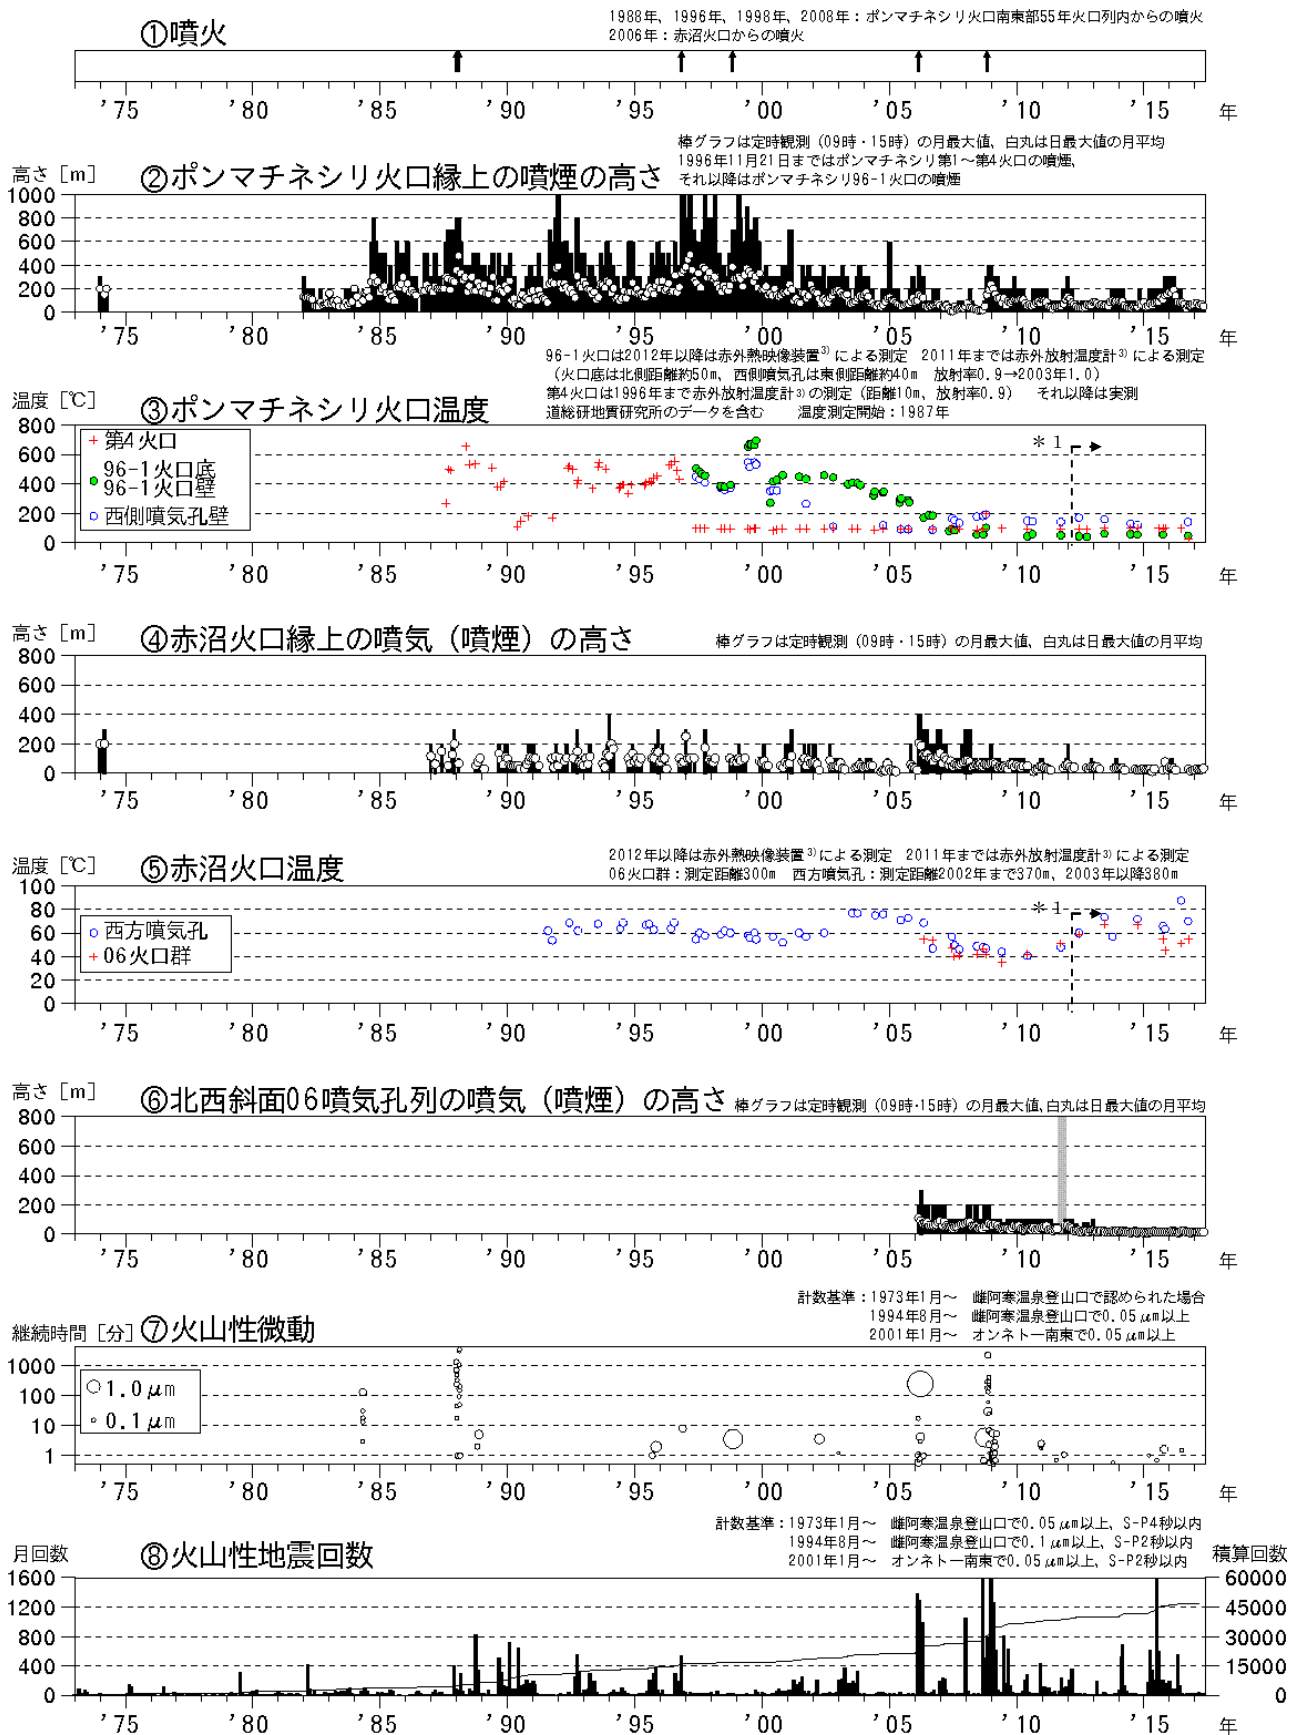 ①噴火
1988年、1996年、1998年、2008年：ポンマチネシリ火口南東部55年火口列内からの噴火
2006年：赤沼火口からの噴火
'75 '80 '85 '90 '95 '00 '05 '10 '15 年
棒グラフは定時観測（09時・15時）の月最大値、白丸は日最大値の月平均
1996年11月21日まではポンマチネシリ第1～第4火口の噴煙、
それ以降はポンマチネシリ96-1火口の噴煙
高さ［m］
②ポンマチネシリ火口縁上の噴煙の高さ
1000
800
600
400
200
0
'75 '80 '85 '90 '95 '00 '05 '10 '15 年
96-1火口は2012年以降は赤外熱映像装置3)による測定　2011年までは赤外放射温度計3)による測定
（火口底は北側距離約50m、西側噴気孔は東側距離約40m　放射率0.9→2003年1.0）
第4火口は1996年まで赤外放射温度計3)の測定（距離10m、放射率0.9）　それ以降は実測
道総研地質研究所のデータを含む　温度測定開始：1987年
温度［℃］
③ポンマチネシリ火口温度
800
600
400
200
0
第4火口
96-1火口底
96-1火口壁
西側噴気孔壁
＊1
'75 '80 '85 '90 '95 '00 '05 '10 '15 年
高さ［m］
④赤沼火口縁上の噴気（噴煙）の高さ
棒グラフは定時観測（09時・15時）の月最大値、白丸は日最大値の月平均
800
600
400
200
0
'75 '80 '85 '90 '95 '00 '05 '10 '15 年
温度［℃］
⑤赤沼火口温度
2012年以降は赤外熱映像装置3)による測定　2011年までは赤外放射温度計3)による測定
06火口群：測定距離300m　西方噴気孔：測定距離2002年まで370m、2003年以降380m
100
80
60
40
20
0
西方噴気孔
06火口群
＊1
'75 '80 '85 '90 '95 '00 '05 '10 '15 年
高さ［m］
⑥北西斜面06噴気孔列の噴気（噴煙）の高さ
棒グラフは定時観測（09時・15時）の月最大値、白丸は日最大値の月平均
800
600
400
200
0
'75 '80 '85 '90 '95 '00 '05 '10 '15 年
計数基準：1973年1月～　雌阿寒温泉登山口で認められた場合
1994年8月～　雌阿寒温泉登山口で0.05μm以上
2001年1月～　オンネトー南東で0.05μm以上
継続時間［分］
⑦火山性微動
1000
100
10
1
1.0μm
0.1μm
'75 '80 '85 '90 '95 '00 '05 '10 '15 年
計数基準：1973年1月～　雌阿寒温泉登山口で0.05μm以上、S-P4秒以内
1994年8月～　雌阿寒温泉登山口で0.1μm以上、S-P2秒以内
2001年1月～　オンネトー南東で0.05μm以上、S-P2秒以内
月回数
⑧火山性地震回数
積算回数
1600 60000
1200 45000
800 30000
400 15000
0 0
'75 '80 '85 '90 '95 '00 '05 '10 '15 年